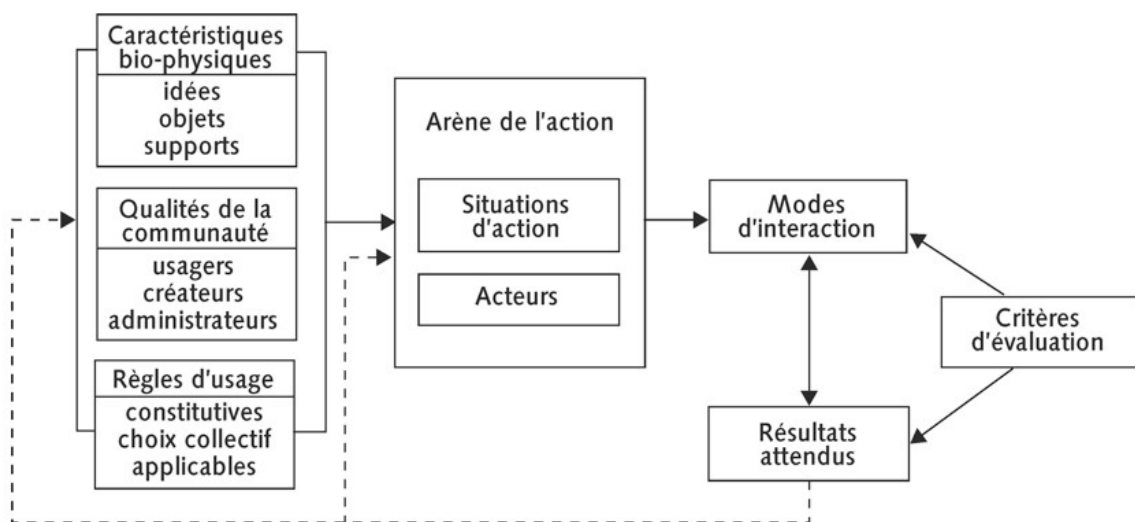 Caractéristiques
bio-physiques
idées
objets
supports
Qualités de la
communauté
usagers
créateurs
administrateurs
Règles d'usage
constitutives
choix collectif
applicables
Arène de l'action
Situations
d'action
Acteurs
Modes
d'interaction
Critères
d'évaluation
Résultats
attendus